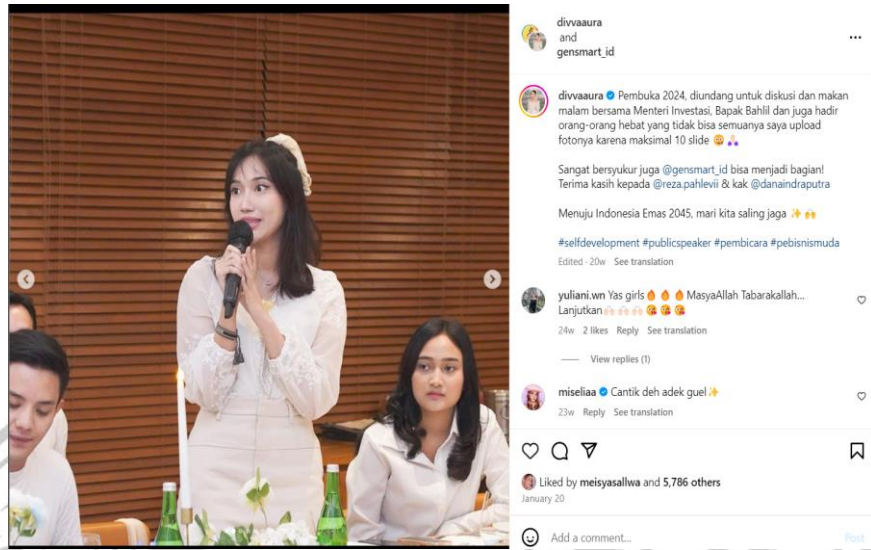 divvaaura
and
gensmart_id
divvaaura Pembuka 2024, diundang untuk diskusi dan makan
malam bersama Menteri Investasi, Bapak Bahlil dan juga hadir
orang-orang hebat yang tidak bisa semuanya saya upload
fotonya karena maksimal 10 slide 😄🙏🏻
Sangat bersyukur juga @gensmart_id bisa menjadi bagian!
Terima kasih kepada @reza.pahlevii & kak @danaindraputra
Menuju Indonesia Emas 2045, mari kita saling jaga ✨🙌
#selfdevelopment #publicspeaker #pembicara #pebisnismuda
Edited · 20w See translation
yuliani.wn Yas girls🔥🔥🔥MasyaAllah Tabarakallah...
Lanjutkan🙌🏻🙌🏻🙌🏻😘😘😘
24w 2 likes Reply See translation
View replies (1)
miseliaa Cantik deh adek guel✨
23w Reply See translation
Liked by meisyasallwa and 5,786 others
January 20
Add a comment...
Post